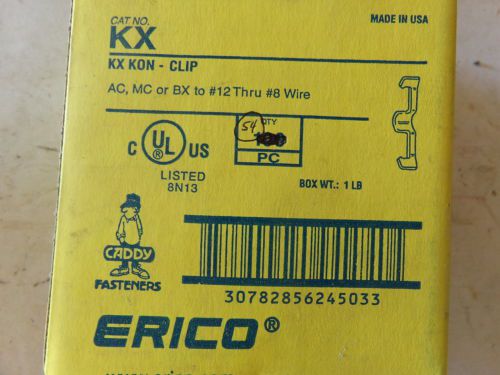 CAT. NO.
MADE IN USA
KX
KX KON - CLIP
AC, MC or BX to #12 Thru #8 Wire
54
QTY
PC
C UL® US
LISTED
8N13
BOX WT.: 1 LB
CADDY
FASTENERS
30782856245033
ERICO®